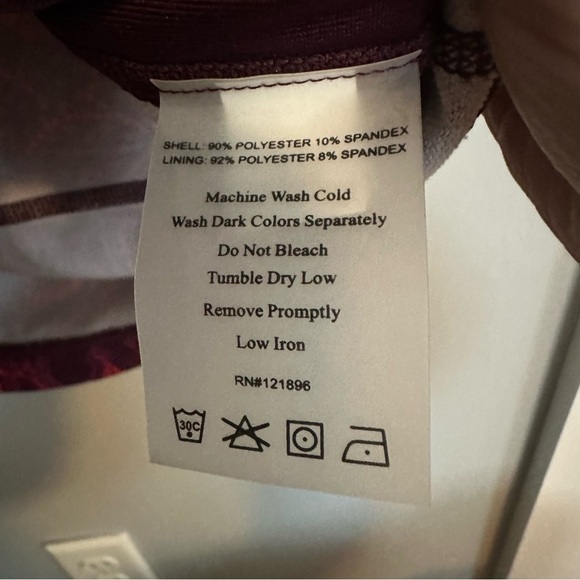 SHELL: 90% POLYESTER 10% SPANDEX
LINING: 92% POLYESTER 8% SPANDEX
Machine Wash Cold
Wash Dark Colors Separately
Do Not Bleach
Tumble Dry Low
Remove Promptly
Low Iron
RN#121896
30C